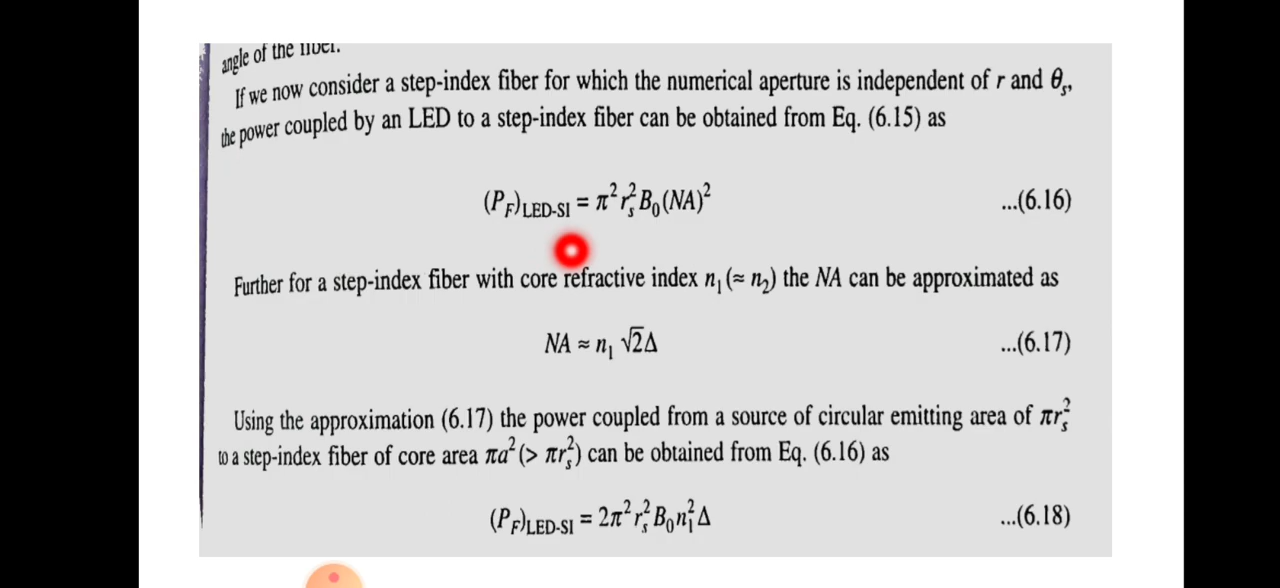 angle of the fiber.
If we now consider a step-index fiber for which the numerical aperture is independent of r and θₛ,
the power coupled by an LED to a step-index fiber can be obtained from Eq. (6.15) as
(P_F)_LED-SI = π²rₛ²B₀(NA)² ...(6.16)
Further for a step-index fiber with core refractive index n₁ (≈ n₂) the NA can be approximated as
NA ≈ n₁ √2Δ ...(6.17)
Using the approximation (6.17) the power coupled from a source of circular emitting area of πrₛ²
to a step-index fiber of core area πa² (> πrₛ²) can be obtained from Eq. (6.16) as
(P_F)_LED-SI = 2π²rₛ²B₀n₁²Δ ...(6.18)